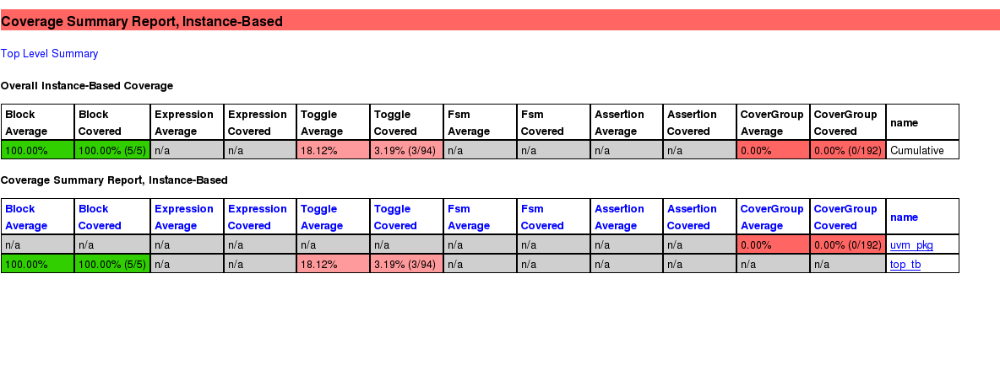 Coverage Summary Report, Instance-Based
Top Level Summary
Overall Instance-Based Coverage
Block Average Block Covered Expression Average Expression Covered Toggle Average Toggle Covered Fsm Average Fsm Covered Assertion Average Assertion Covered CoverGroup Average CoverGroup Covered name
100.00% 100.00% (5/5) n/a n/a 18.12% 3.19% (3/94) n/a n/a n/a n/a 0.00% 0.00% (0/192) Cumulative
Coverage Summary Report, Instance-Based
Block Average Block Covered Expression Average Expression Covered Toggle Average Toggle Covered Fsm Average Fsm Covered Assertion Average Assertion Covered CoverGroup Average CoverGroup Covered name
n/a n/a n/a n/a n/a n/a n/a n/a n/a n/a 0.00% 0.00% (0/192) uvm_pkg
100.00% 100.00% (5/5) n/a n/a 18.12% 3.19% (3/94) n/a n/a n/a n/a n/a n/a top_tb